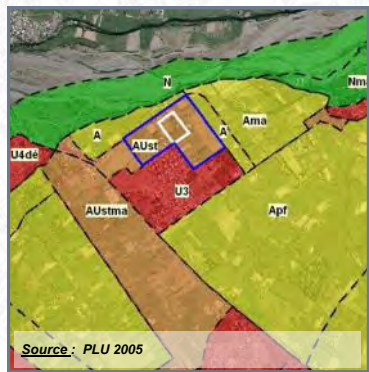 N
Nm
A
Ama
AUst
A
U4dé
U3
AUstma
Apf
Source : PLU 2005